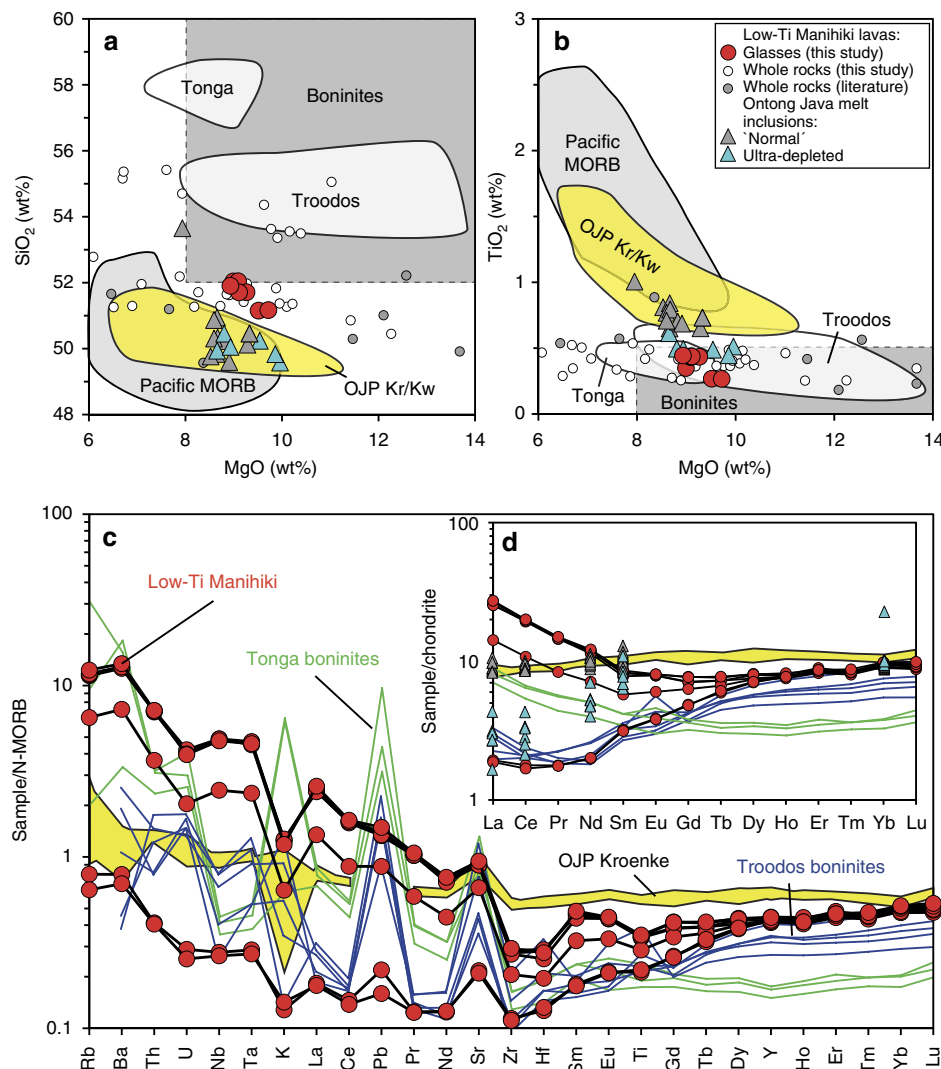 60
58
56
54
52
50
48
SiO2 (wt%)
a
Tonga
Boninites
Troodos
Pacific MORB
OJP Kr/Kw
6
8
10
12
14
MgO (wt%)
3
2
1
0
TiO2 (wt%)
b
Low-Ti Manihiki lavas:
Glasses (this study)
Whole rocks (this study)
Whole rocks (literature)
Ontong Java melt
inclusions:
`Normal´
Ultra-depleted
Pacific
MORB
OJP Kr/Kw
Troodos
Tonga
Boninites
6
8
10
12
14
MgO (wt%)
100
10
1
0.1
Sample/N-MORB
c
Low-Ti Manihiki
Tonga boninites
OJP Kroenke
Troodos boninites
Rb
Ba
Th
U
Nb
Ta
K
La
Ce
Pb
Pr
Nd
Sr
Zr
Hf
Sm
Eu
Ti
Gd
Tb
Dy
Y
Ho
Er
Tm
Yb
Lu
100
10
1
Sample/chondrite
d
La
Ce
Pr
Nd
Sm
Eu
Gd
Tb
Dy
Ho
Er
Tm
Yb
Lu